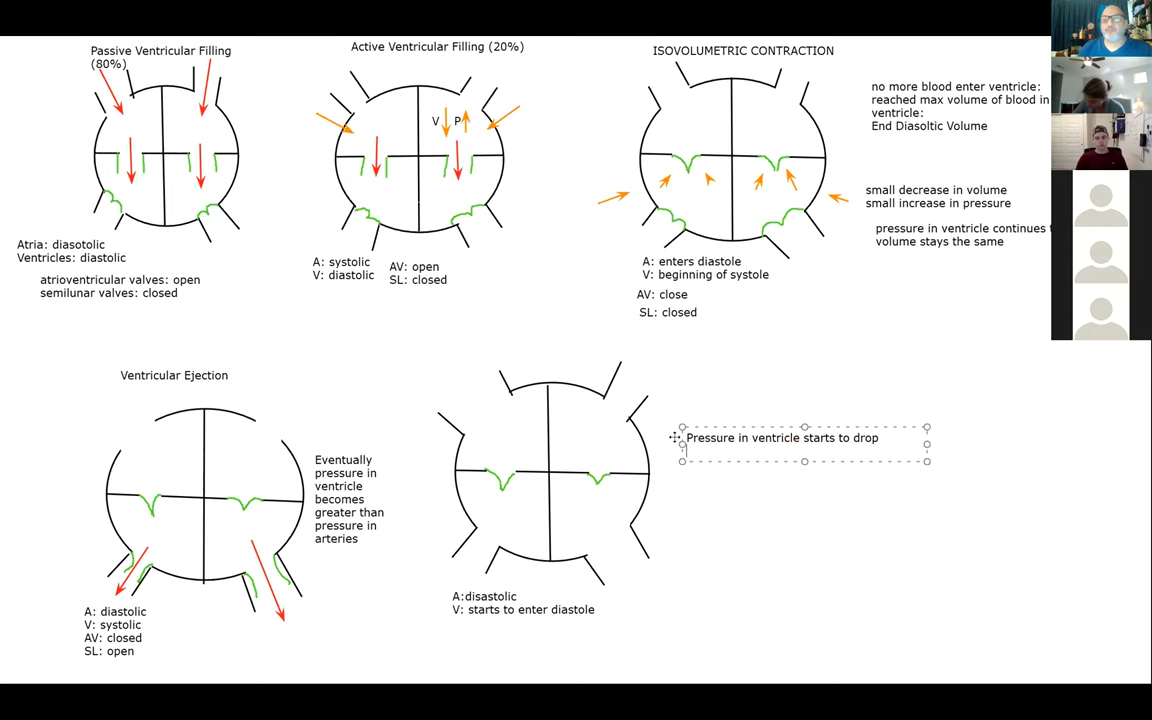 Passive Ventricular Filling
(80%)
Active Ventricular Filling (20%)
ISOVOLUMETRIC CONTRACTION
V P
no more blood enter ventricle:
reached max volume of blood in
ventricle:
End Diasoltic Volume
small decrease in volume
small increase in pressure
pressure in ventricle continues
volume stays the same
Atria: diasotolic
Ventricles: diastolic
atrioventricular valves: open
semilunar valves: closed
A: systolic
V: diastolic
AV: open
SL: closed
A: enters diastole
V: beginning of systole
AV: close
SL: closed
Ventricular Ejection
Eventually
pressure in
ventricle
becomes
greater than
pressure in
arteries
A: diastolic
V: systolic
AV: closed
SL: open
Pressure in ventricle starts to drop
A:disastolic
V: starts to enter diastole